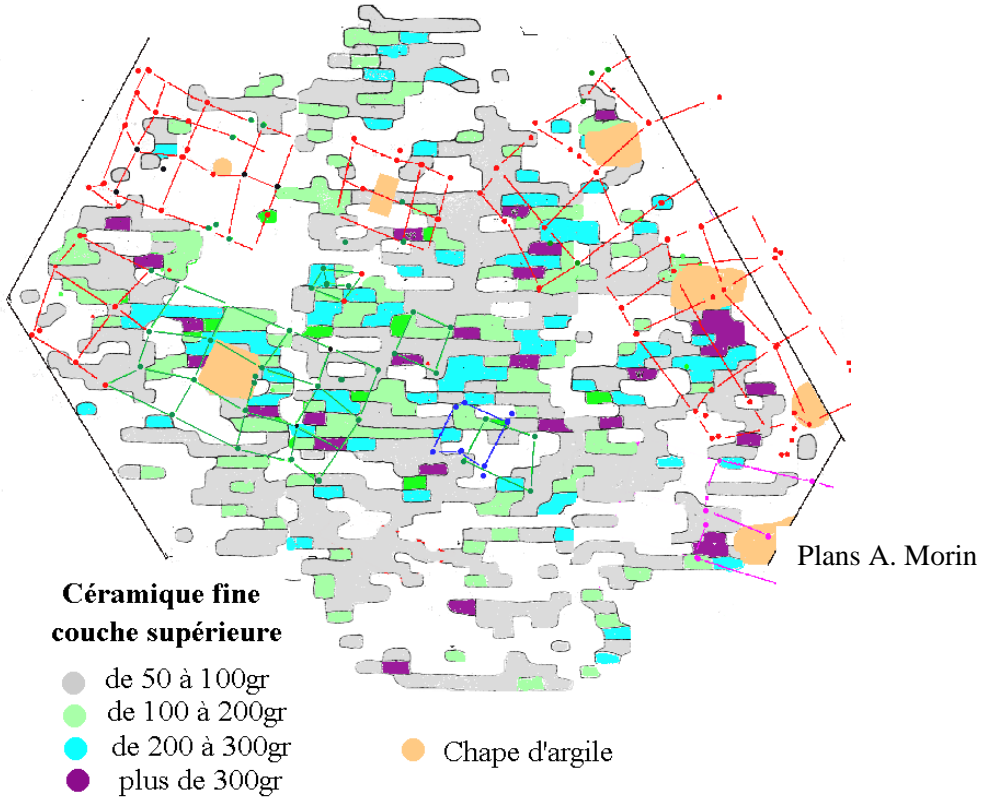 Plans A. Morin
Céramique fine
couche supérieure
de 50 à 100gr
de 100 à 200gr
de 200 à 300gr
plus de 300gr
Chape d'argile